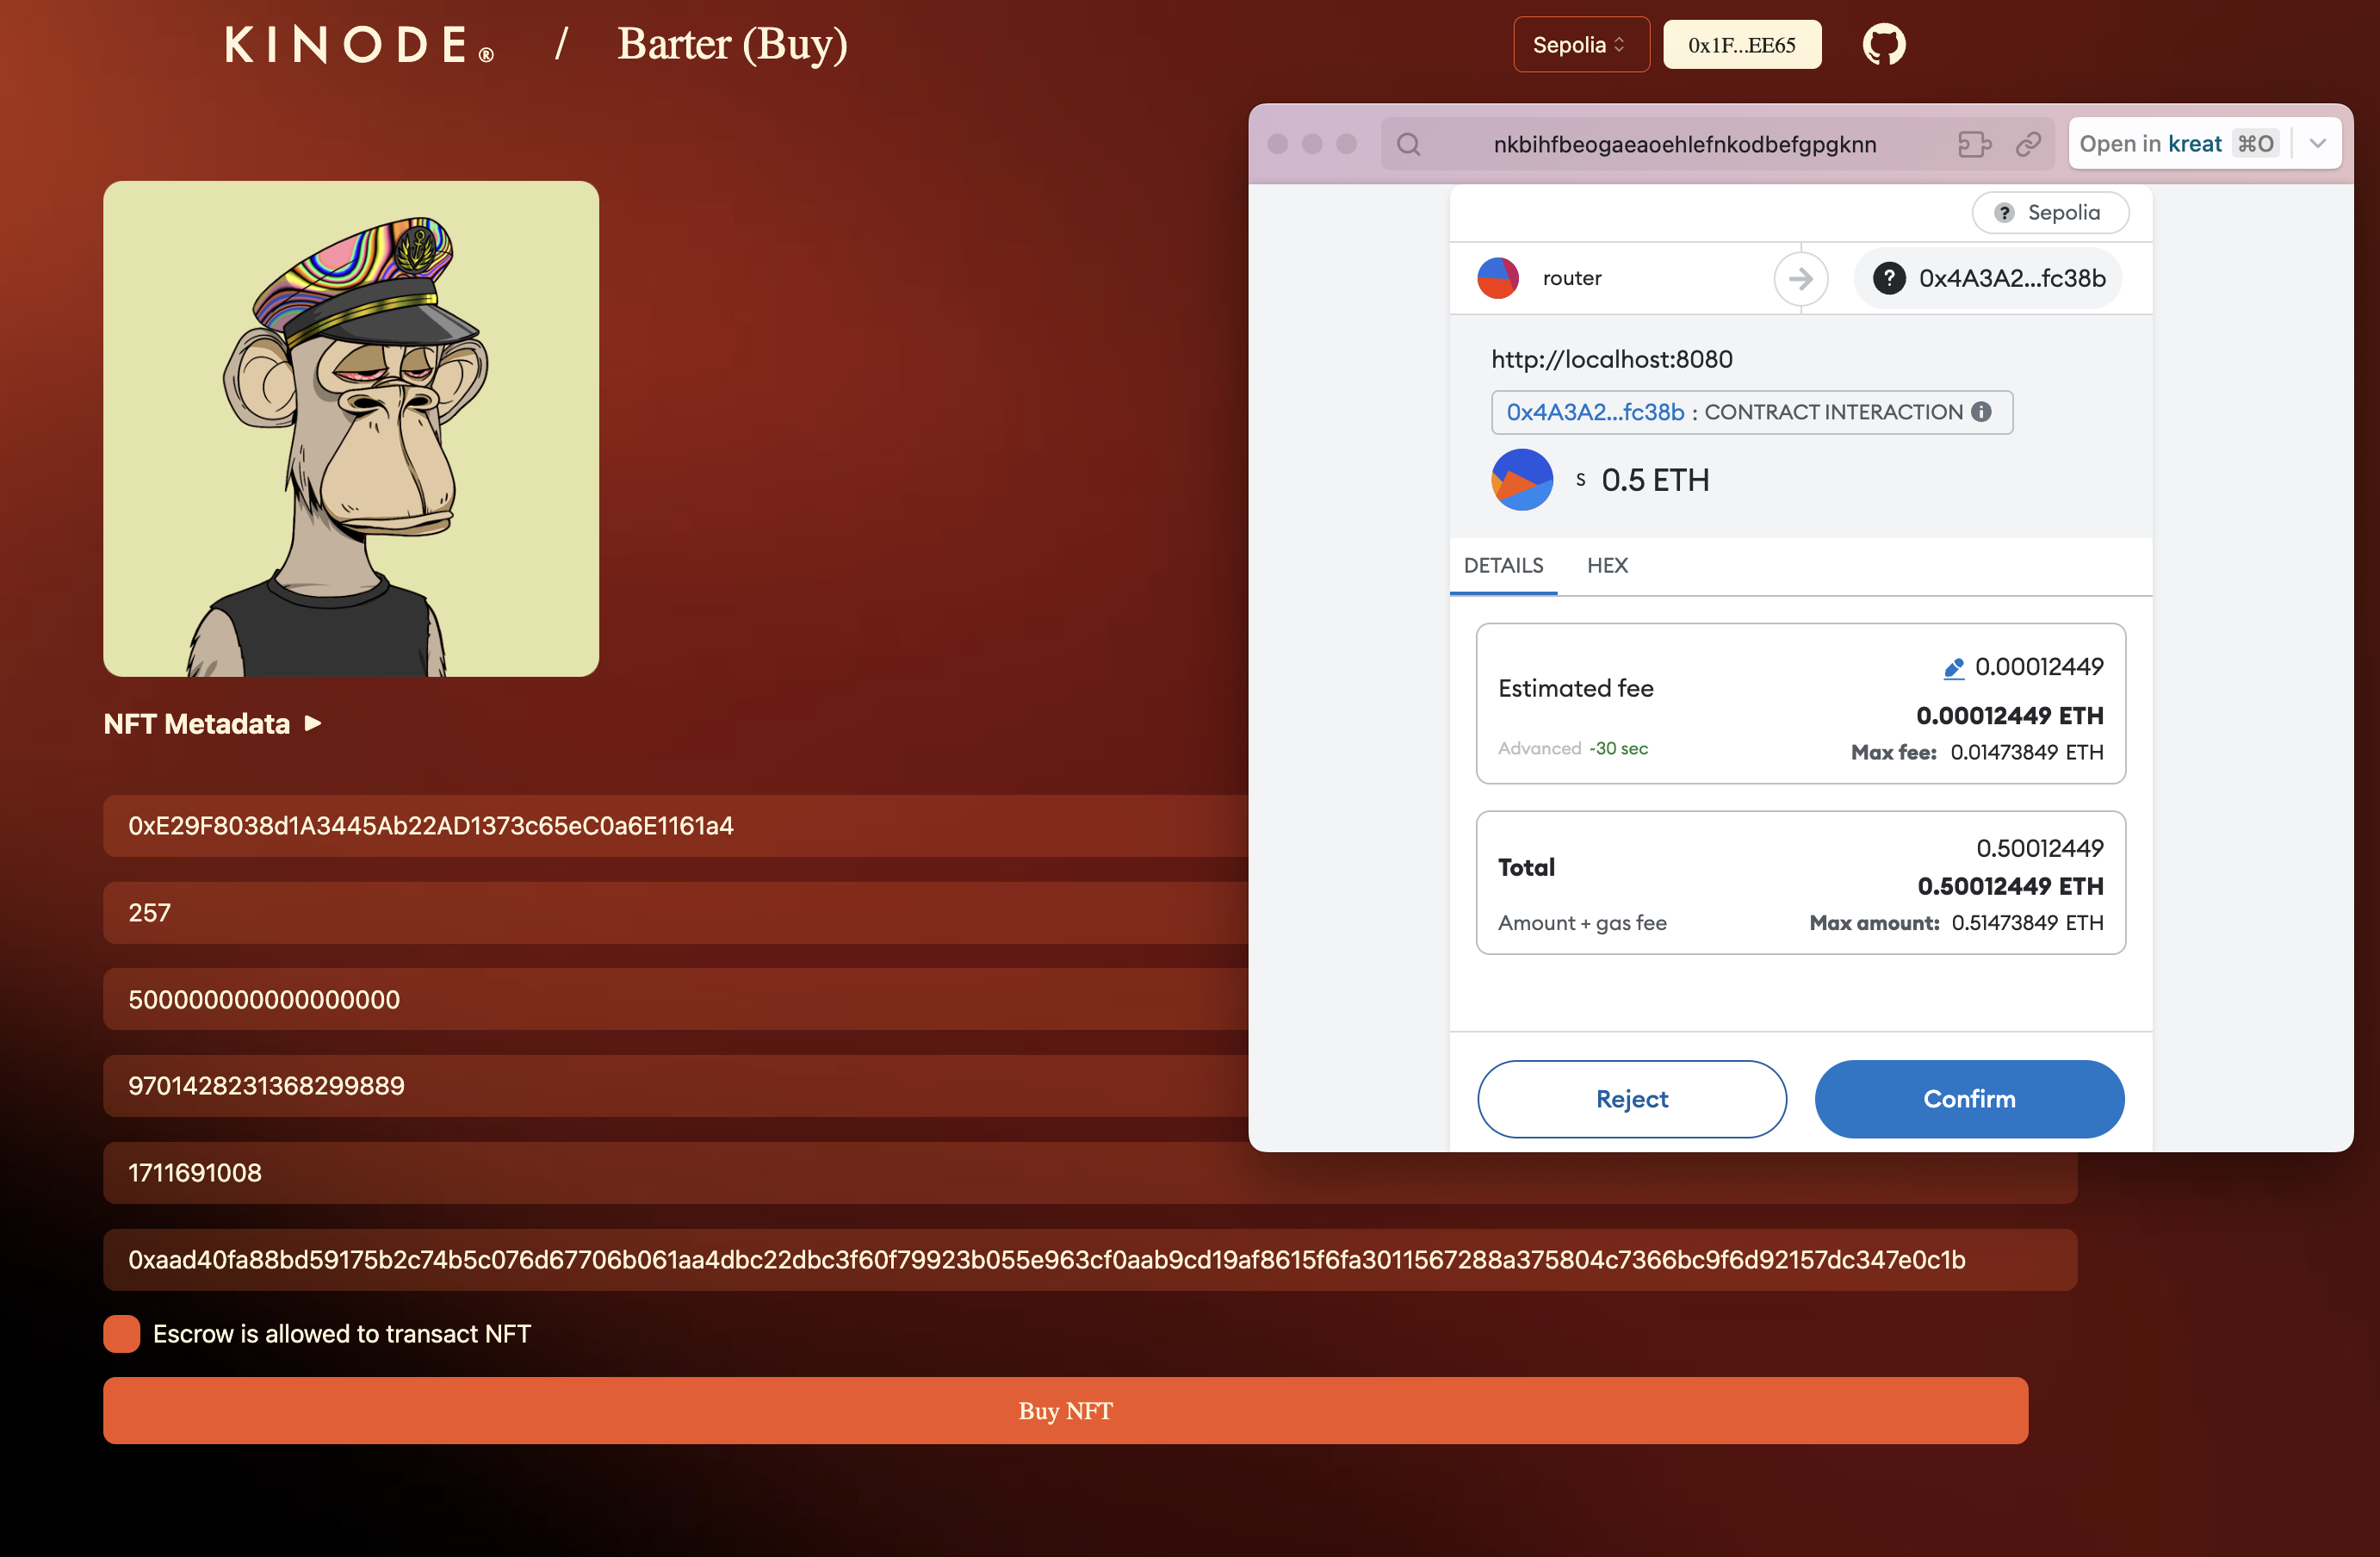 KINODE® / Barter (Buy)
Sepolia
0x1F...EE65
nkbihfbeogaeaoehlefnkodbefgpgknn
Open in kreat ⌘O
? Sepolia
router
? 0x4A3A2...fc38b
http://localhost:8080
0x4A3A2...fc38b : CONTRACT INTERACTION
S 0.5 ETH
DETAILS HEX
0.00012449
Estimated fee
0.00012449 ETH
Advanced -30 sec
Max fee: 0.01473849 ETH
0.50012449
Total
0.50012449 ETH
Amount + gas fee
Max amount: 0.51473849 ETH
Reject
Confirm
NFT Metadata ▶
0xE29F8038d1A3445Ab22AD1373c65eC0a6E1161a4
257
500000000000000000
9701428231368299889
1711691008
0xaad40fa88bd59175b2c74b5c076d67706b061aa4dbc22dbc3f60f79923b055e963cf0aab9cd19af8615f6fa3011567288a375804c7366bc9f6d92157dc347e0c1b
Escrow is allowed to transact NFT
Buy NFT